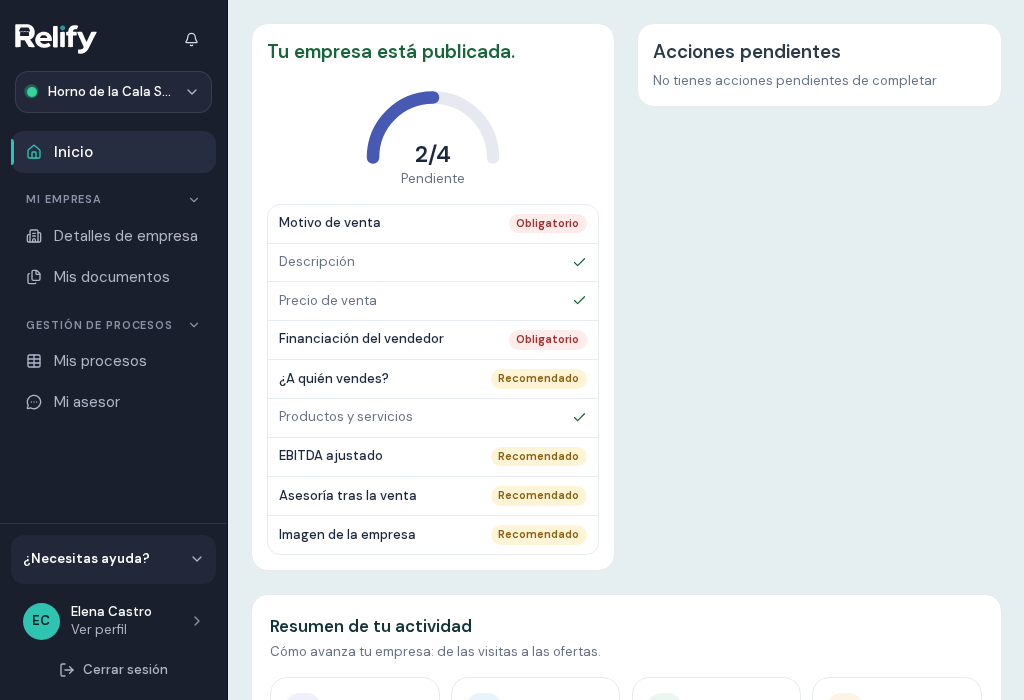 Relify
Horno de la Cala S...
Inicio
MI EMPRESA
Detalles de empresa
Mis documentos
GESTIÓN DE PROCESOS
Mis procesos
Mi asesor
¿Necesitas ayuda?
EC
Elena Castro
Ver perfil
Cerrar sesión
Tu empresa está publicada.
2/4
Pendiente
Motivo de venta
Obligatorio
Descripción
Precio de venta
Financiación del vendedor
Obligatorio
¿A quién vendes?
Recomendado
Productos y servicios
EBITDA ajustado
Recomendado
Asesoría tras la venta
Recomendado
Imagen de la empresa
Recomendado
Acciones pendientes
No tienes acciones pendientes de completar
Resumen de tu actividad
Cómo avanza tu empresa: de las visitas a las ofertas.